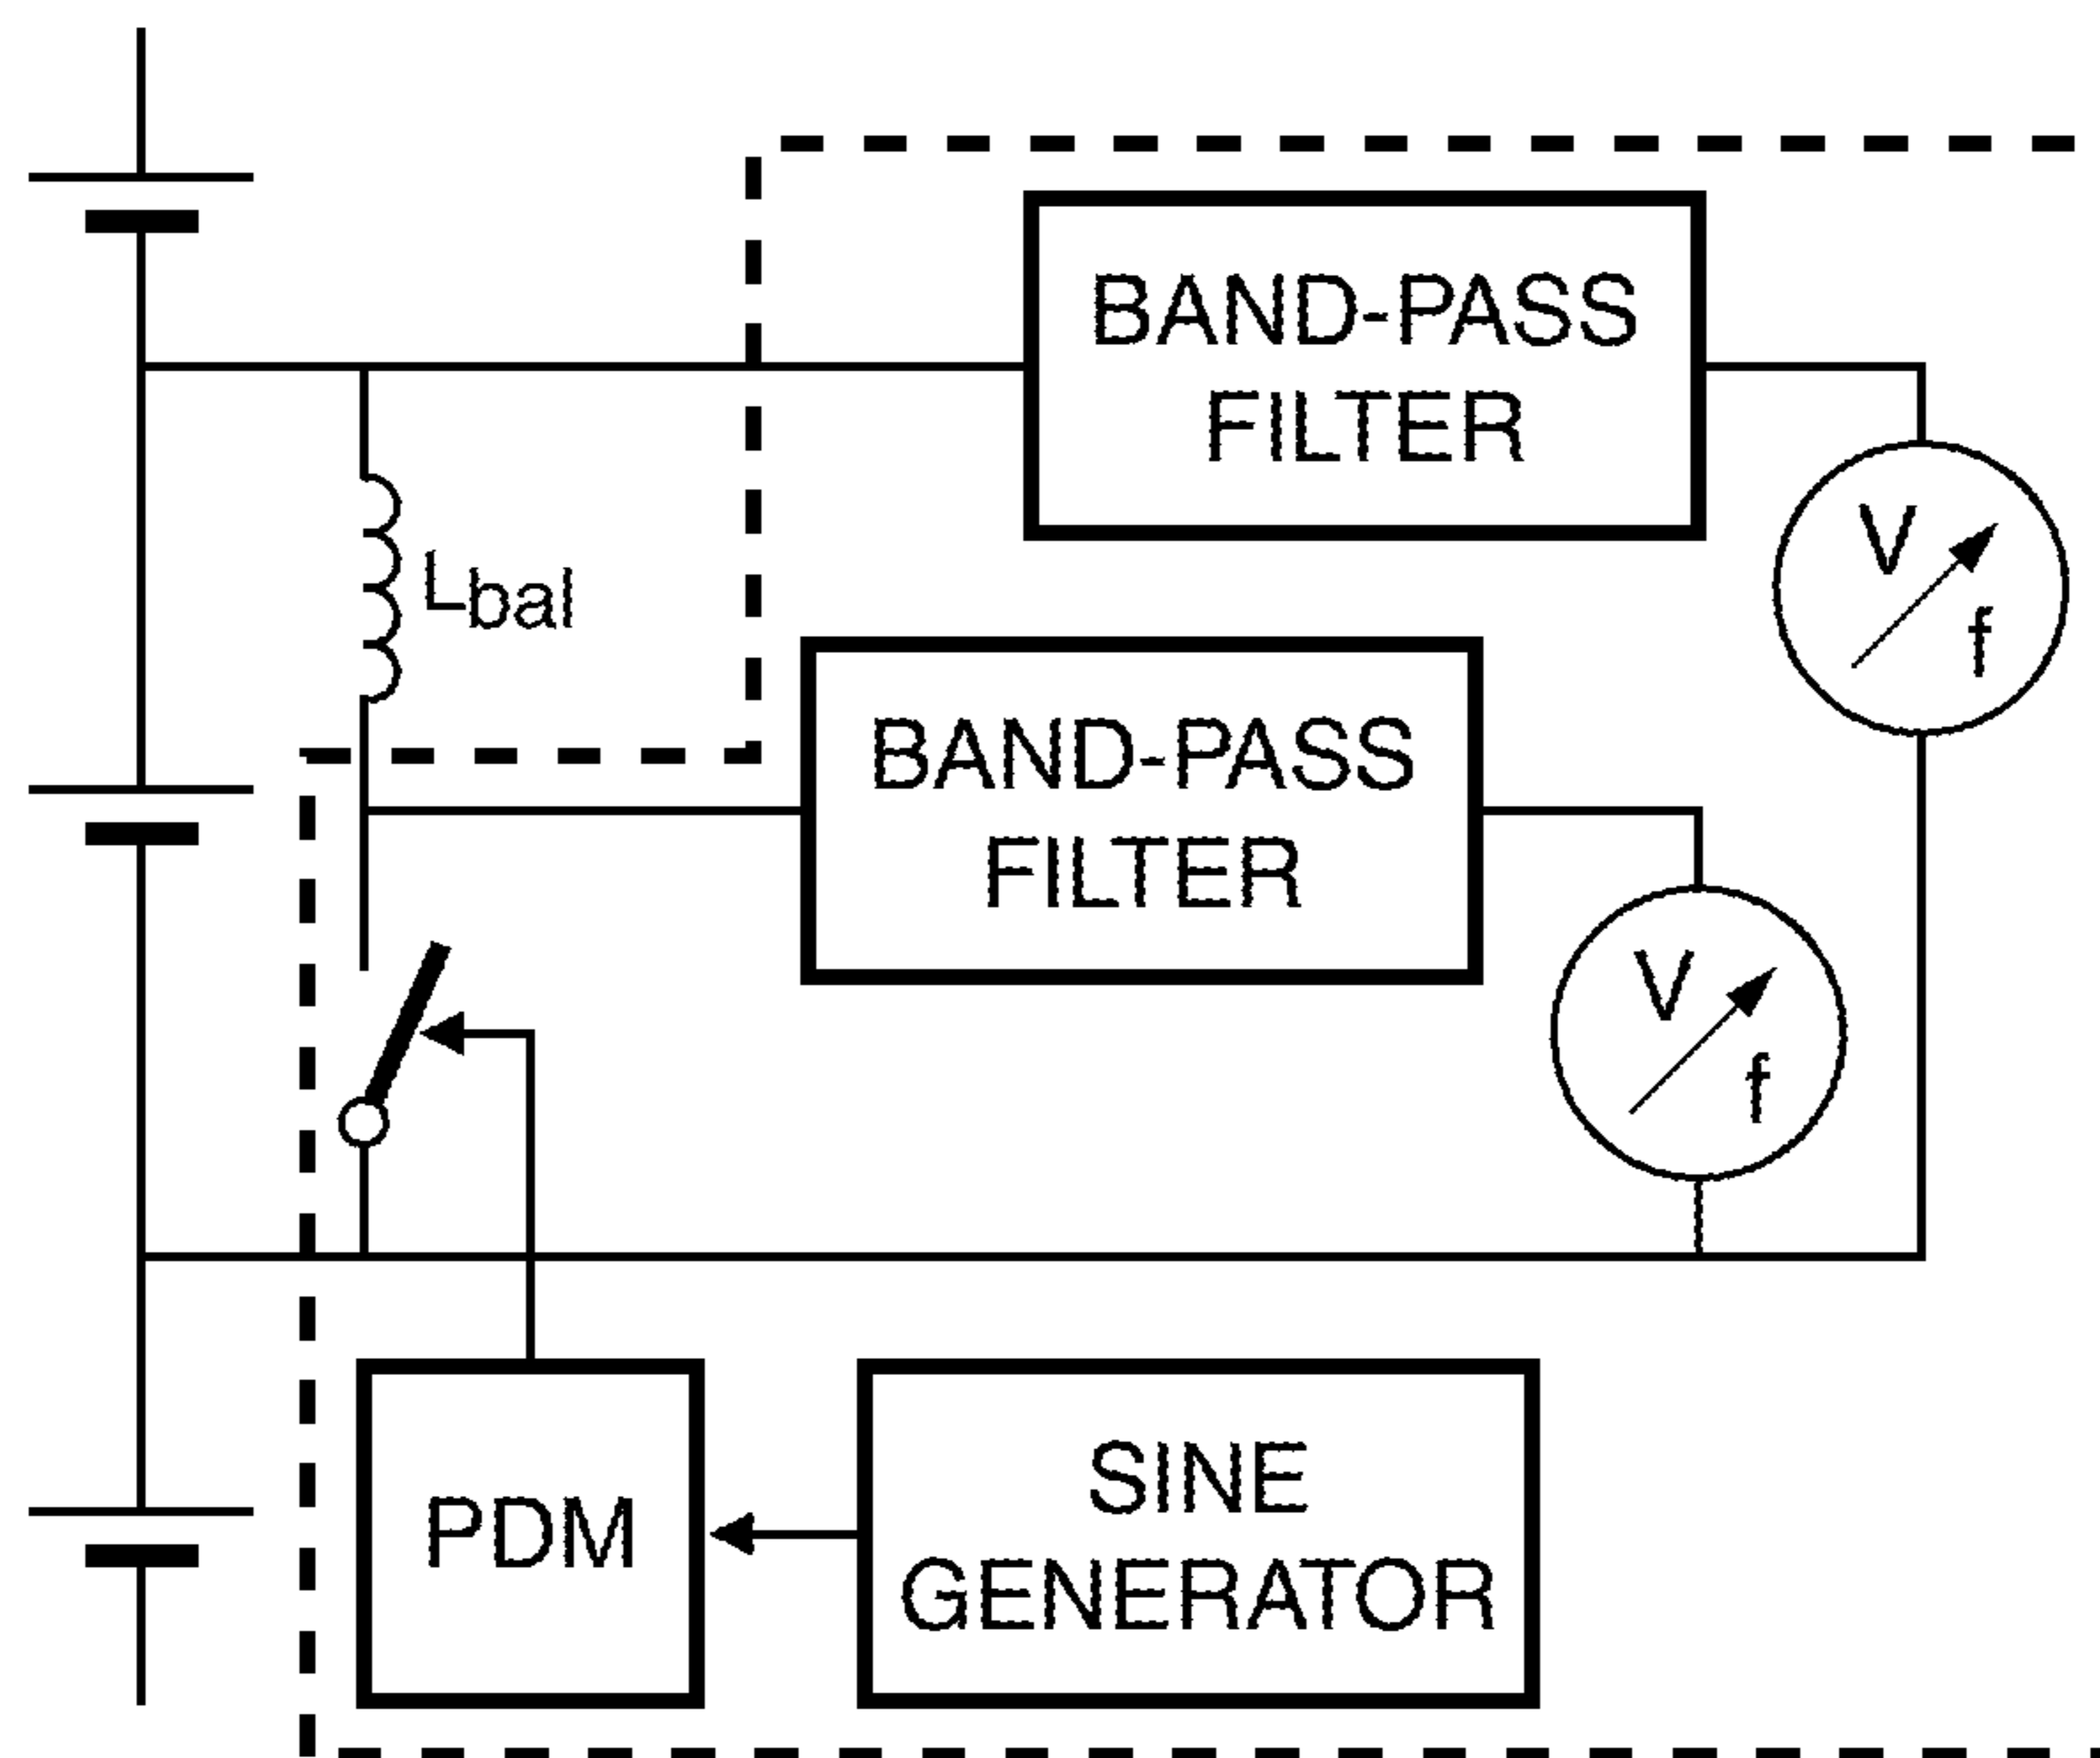 BAND-PASS
FILTER
V
f
Lbal
BAND-PASS
FILTER
V
f
PDM
SINE
GENERATOR